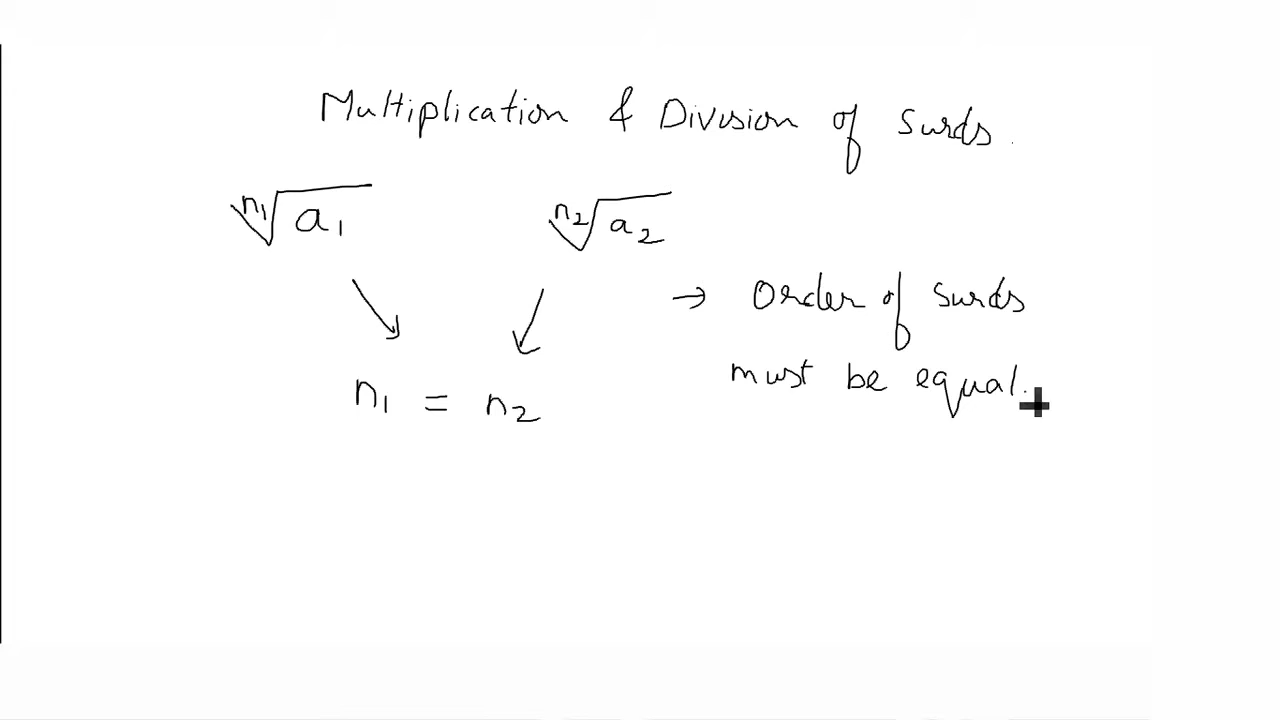 Multiplication & Division of Surds.
ⁿ¹√a₁ ⁿ²√a₂
→ Order of Surds
must be equal.
n₁ = n₂